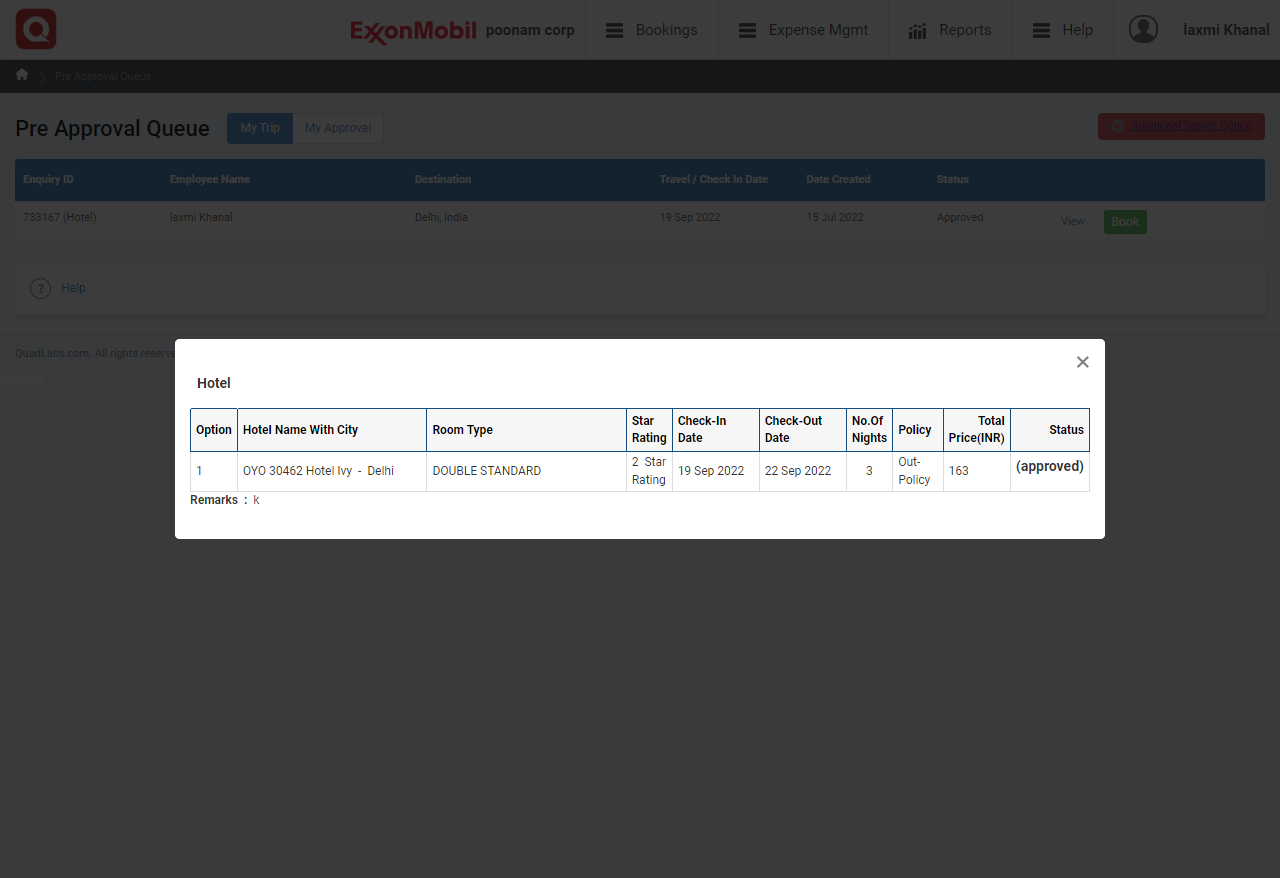 ExxonMobil poonam corp Bookings Expense Mgmt Reports Help laxmi Khanal
Pre Approval Queue
Pre Approval Queue My Trip My Approval Additional Search Option
Enquiry ID Employee Name Destination Travel / Check In Date Date Created Status
733167 (Hotel) laxmi Khanal Delhi, India 19 Sep 2022 15 Jul 2022 Approved View Book
? Help
QuadLabs.com. All rights reserve
×
Hotel
Option Hotel Name With City Room Type Star Rating Check-In Date Check-Out Date No.Of Nights Policy Total Price(INR) Status
1 OYO 30462 Hotel Ivy - Delhi DOUBLE STANDARD 2 Star Rating 19 Sep 2022 22 Sep 2022 3 Out-Policy 163 (approved)
Remarks : k